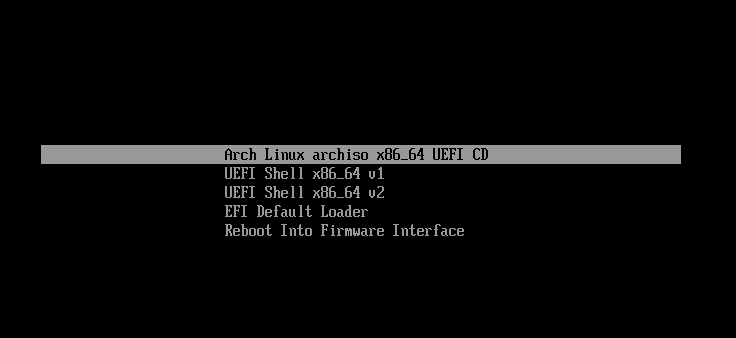 Arch Linux archiso x86_64 UEFI CD
UEFI Shell x86_64 v1
UEFI Shell x86_64 v2
EFI Default Loader
Reboot Into Firmware Interface